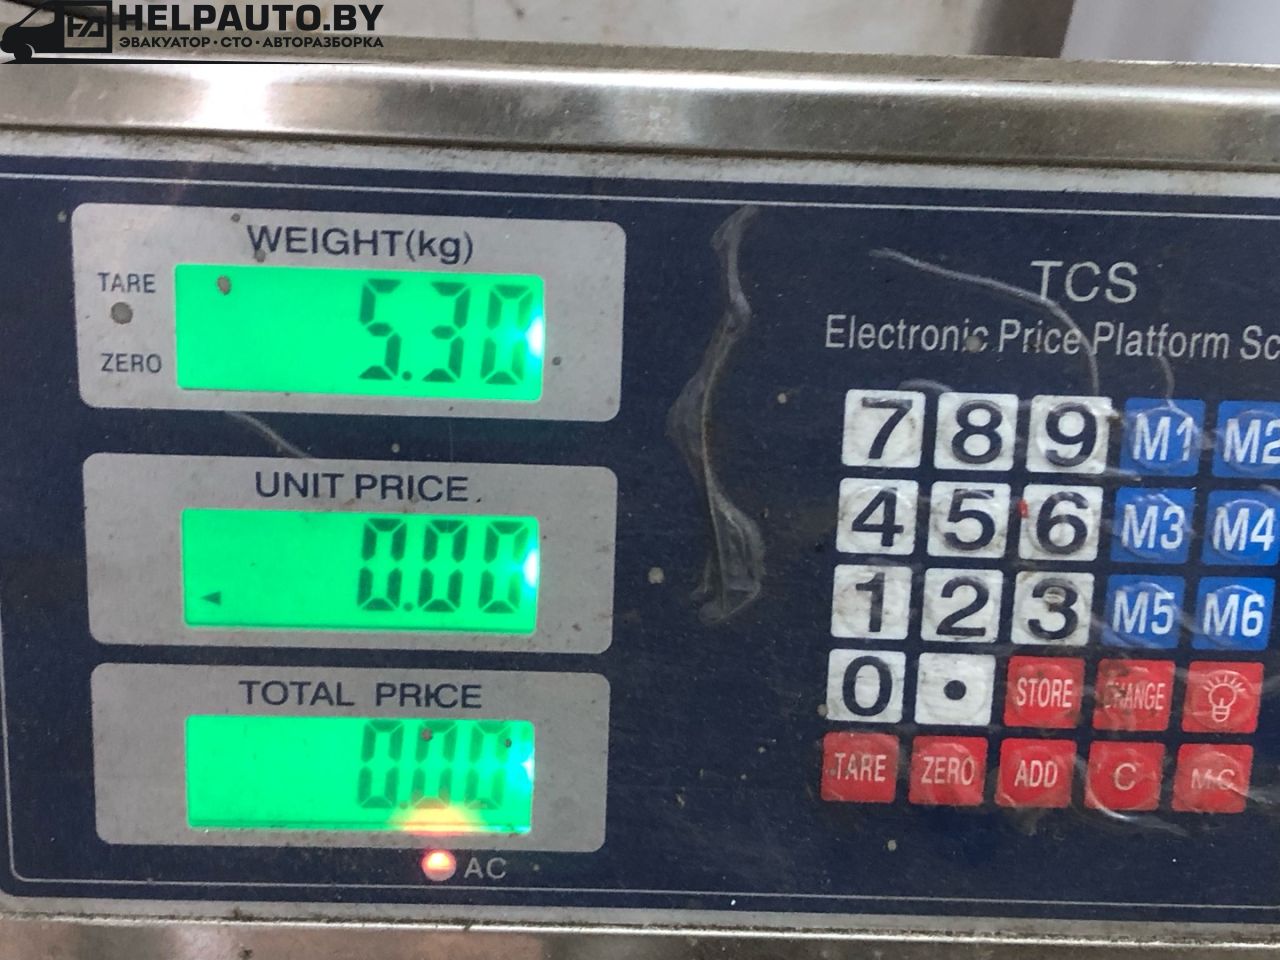 HELPAUTO.BY
ЭВАКУАТОР·СТО·АВТОРАЗБОРКА
WEIGHT(kg)
TARE
ZERO
5.30
UNIT PRICE
0.00
TOTAL PRICE
0.00
AC
TCS
Electronic Price Platform Sc
7 8 9 M1 M2
4 5 6 M3 M4
1 2 3 M5 M6
0 . STORE CHANGE
TARE ZERO ADD C MC